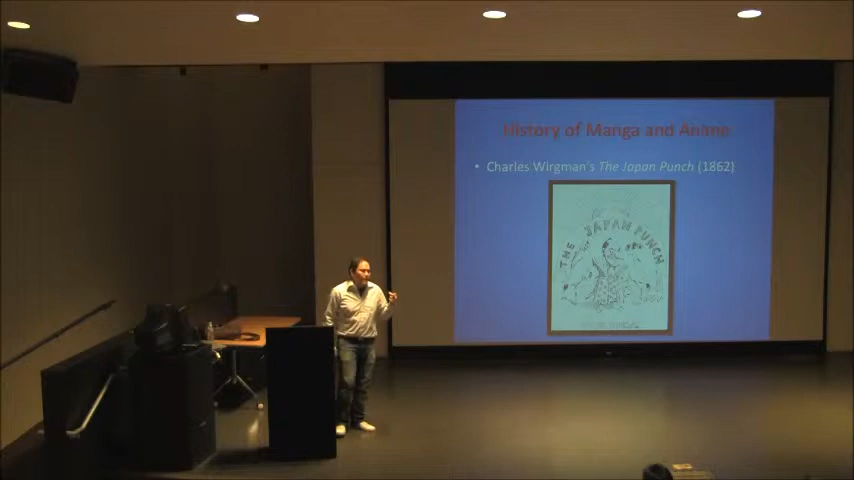 History of Manga and Anime
• Charles Wirgman's The Japan Punch (1862)
THE JAPAN PUNCH